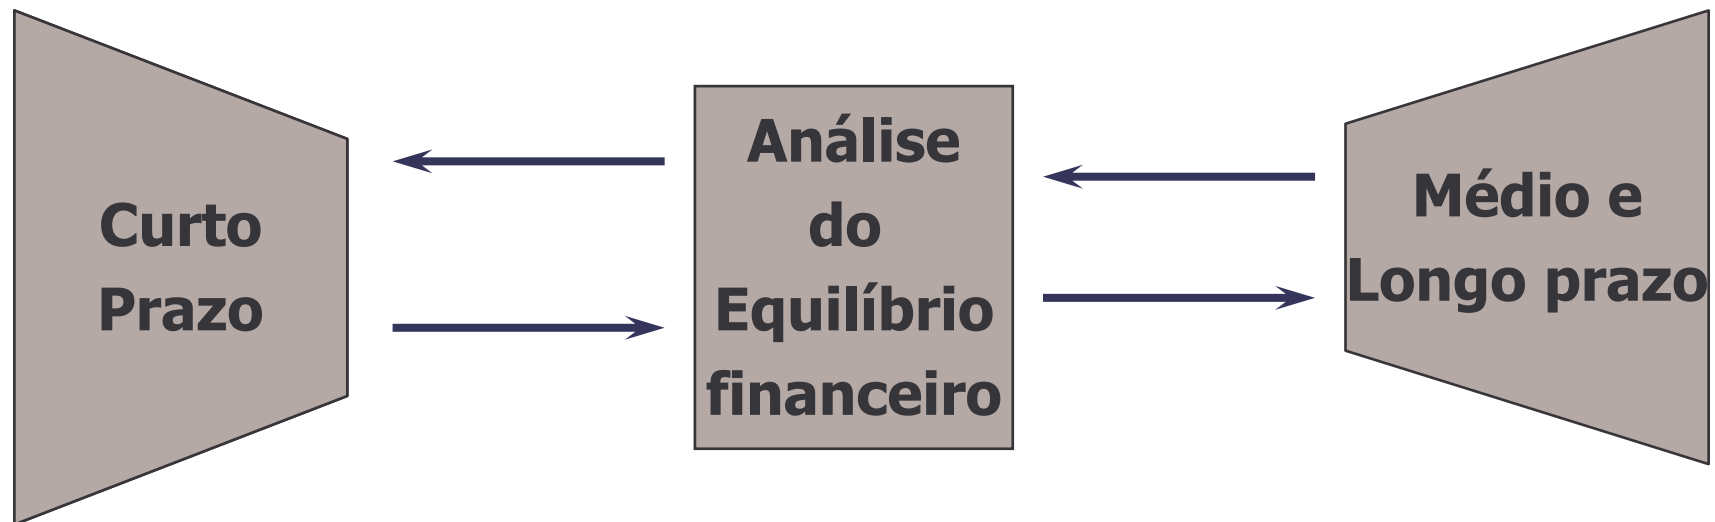 Curto
Prazo
Análise
do
Equilíbrio
financeiro
Médio e
Longo prazo